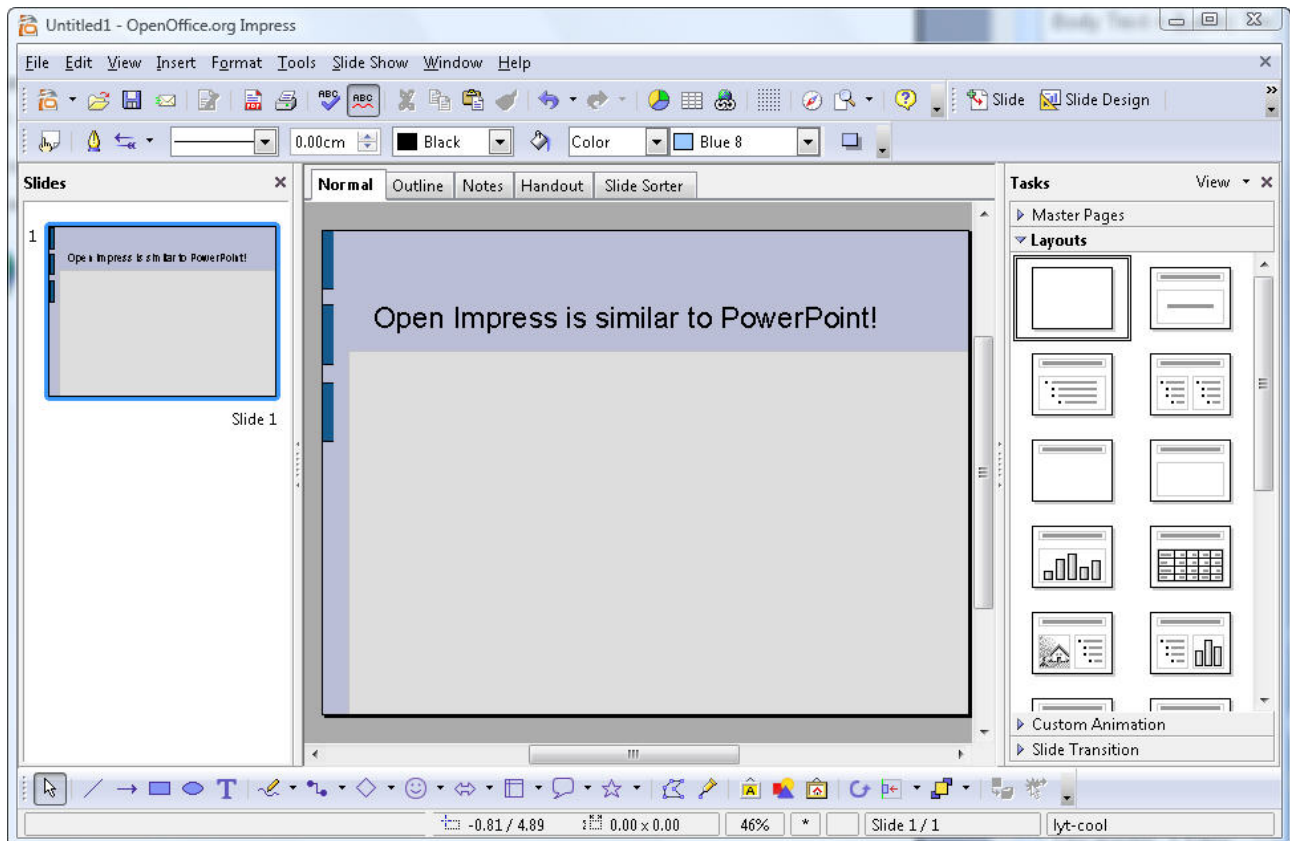 Untitled1 - OpenOffice.org Impress
File Edit View Insert Format Tools Slide Show Window Help
ABC ABC Slide Slide Design
0.00cm Black Color Blue 8
Slides
Normal Outline Notes Handout Slide Sorter
Tasks View
Master Pages
Layouts
1
Open Impress is similar to PowerPoint!
Slide 1
Open Impress is similar to PowerPoint!
Custom Animation
Slide Transition
-0.81 / 4.89 0.00 x 0.00 46% * Slide 1 / 1 lyt-cool